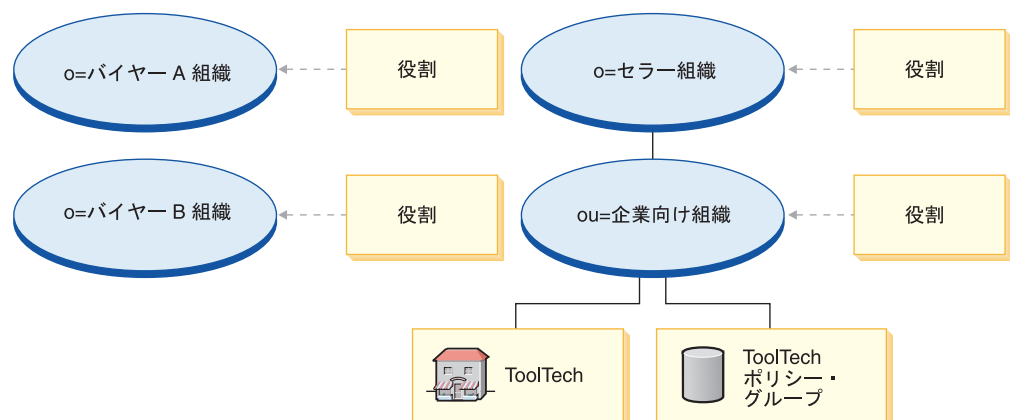 o=バイヤー A 組織
役割
o=セラー組織
役割
o=バイヤー B 組織
役割
ou=企業向け組織
役割
ToolTech
ToolTech
ポリシー・
グループ